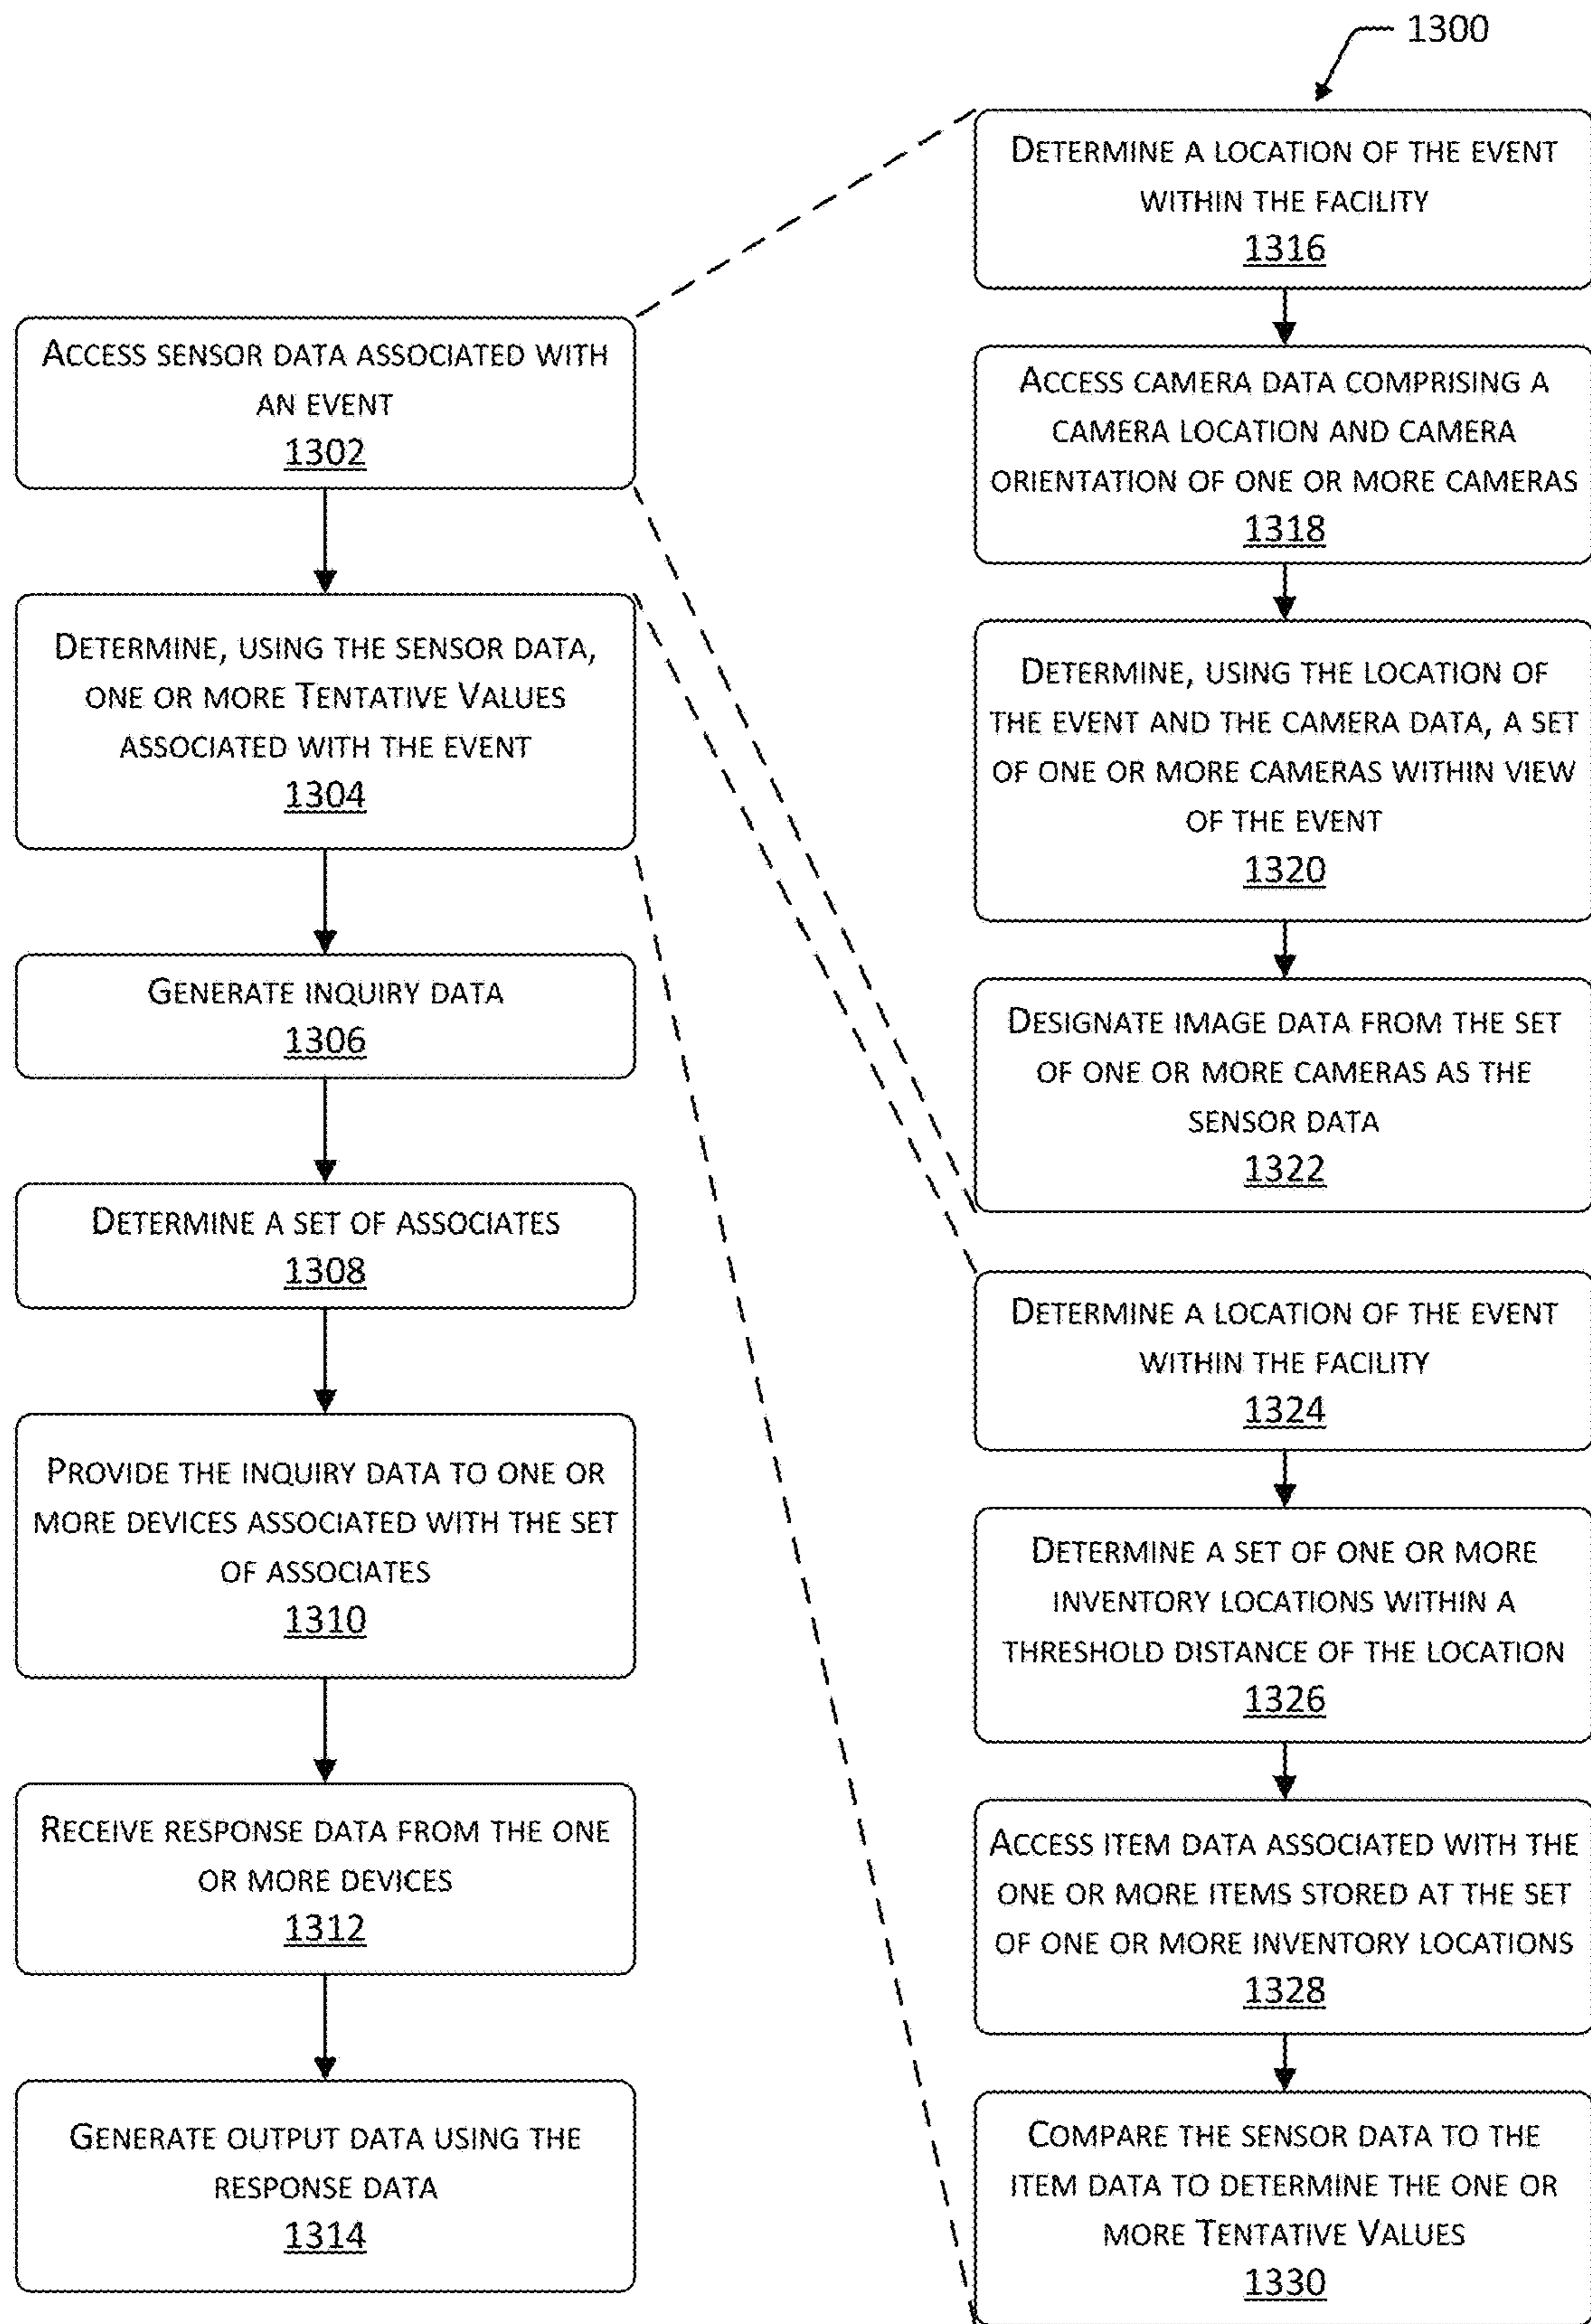 1300
Access sensor data associated with
an event
1302
Determine, using the sensor data,
one or more Tentative Values
associated with the event
1304
Generate inquiry data
1306
Determine a set of associates
1308
Provide the inquiry data to one or
more devices associated with the set
of associates
1310
Receive response data from the one
or more devices
1312
Generate output data using the
response data
1314
Determine a location of the event
within the facility
1316
Access camera data comprising a
camera location and camera
orientation of one or more cameras
1318
Determine, using the location of
the event and the camera data, a set
of one or more cameras within view
of the event
1320
Designate image data from the set
of one or more cameras as the
sensor data
1322
Determine a location of the event
within the facility
1324
Determine a set of one or more
inventory locations within a
threshold distance of the location
1326
Access item data associated with the
one or more items stored at the set
of one or more inventory locations
1328
Compare the sensor data to the
item data to determine the one or
more Tentative Values
1330